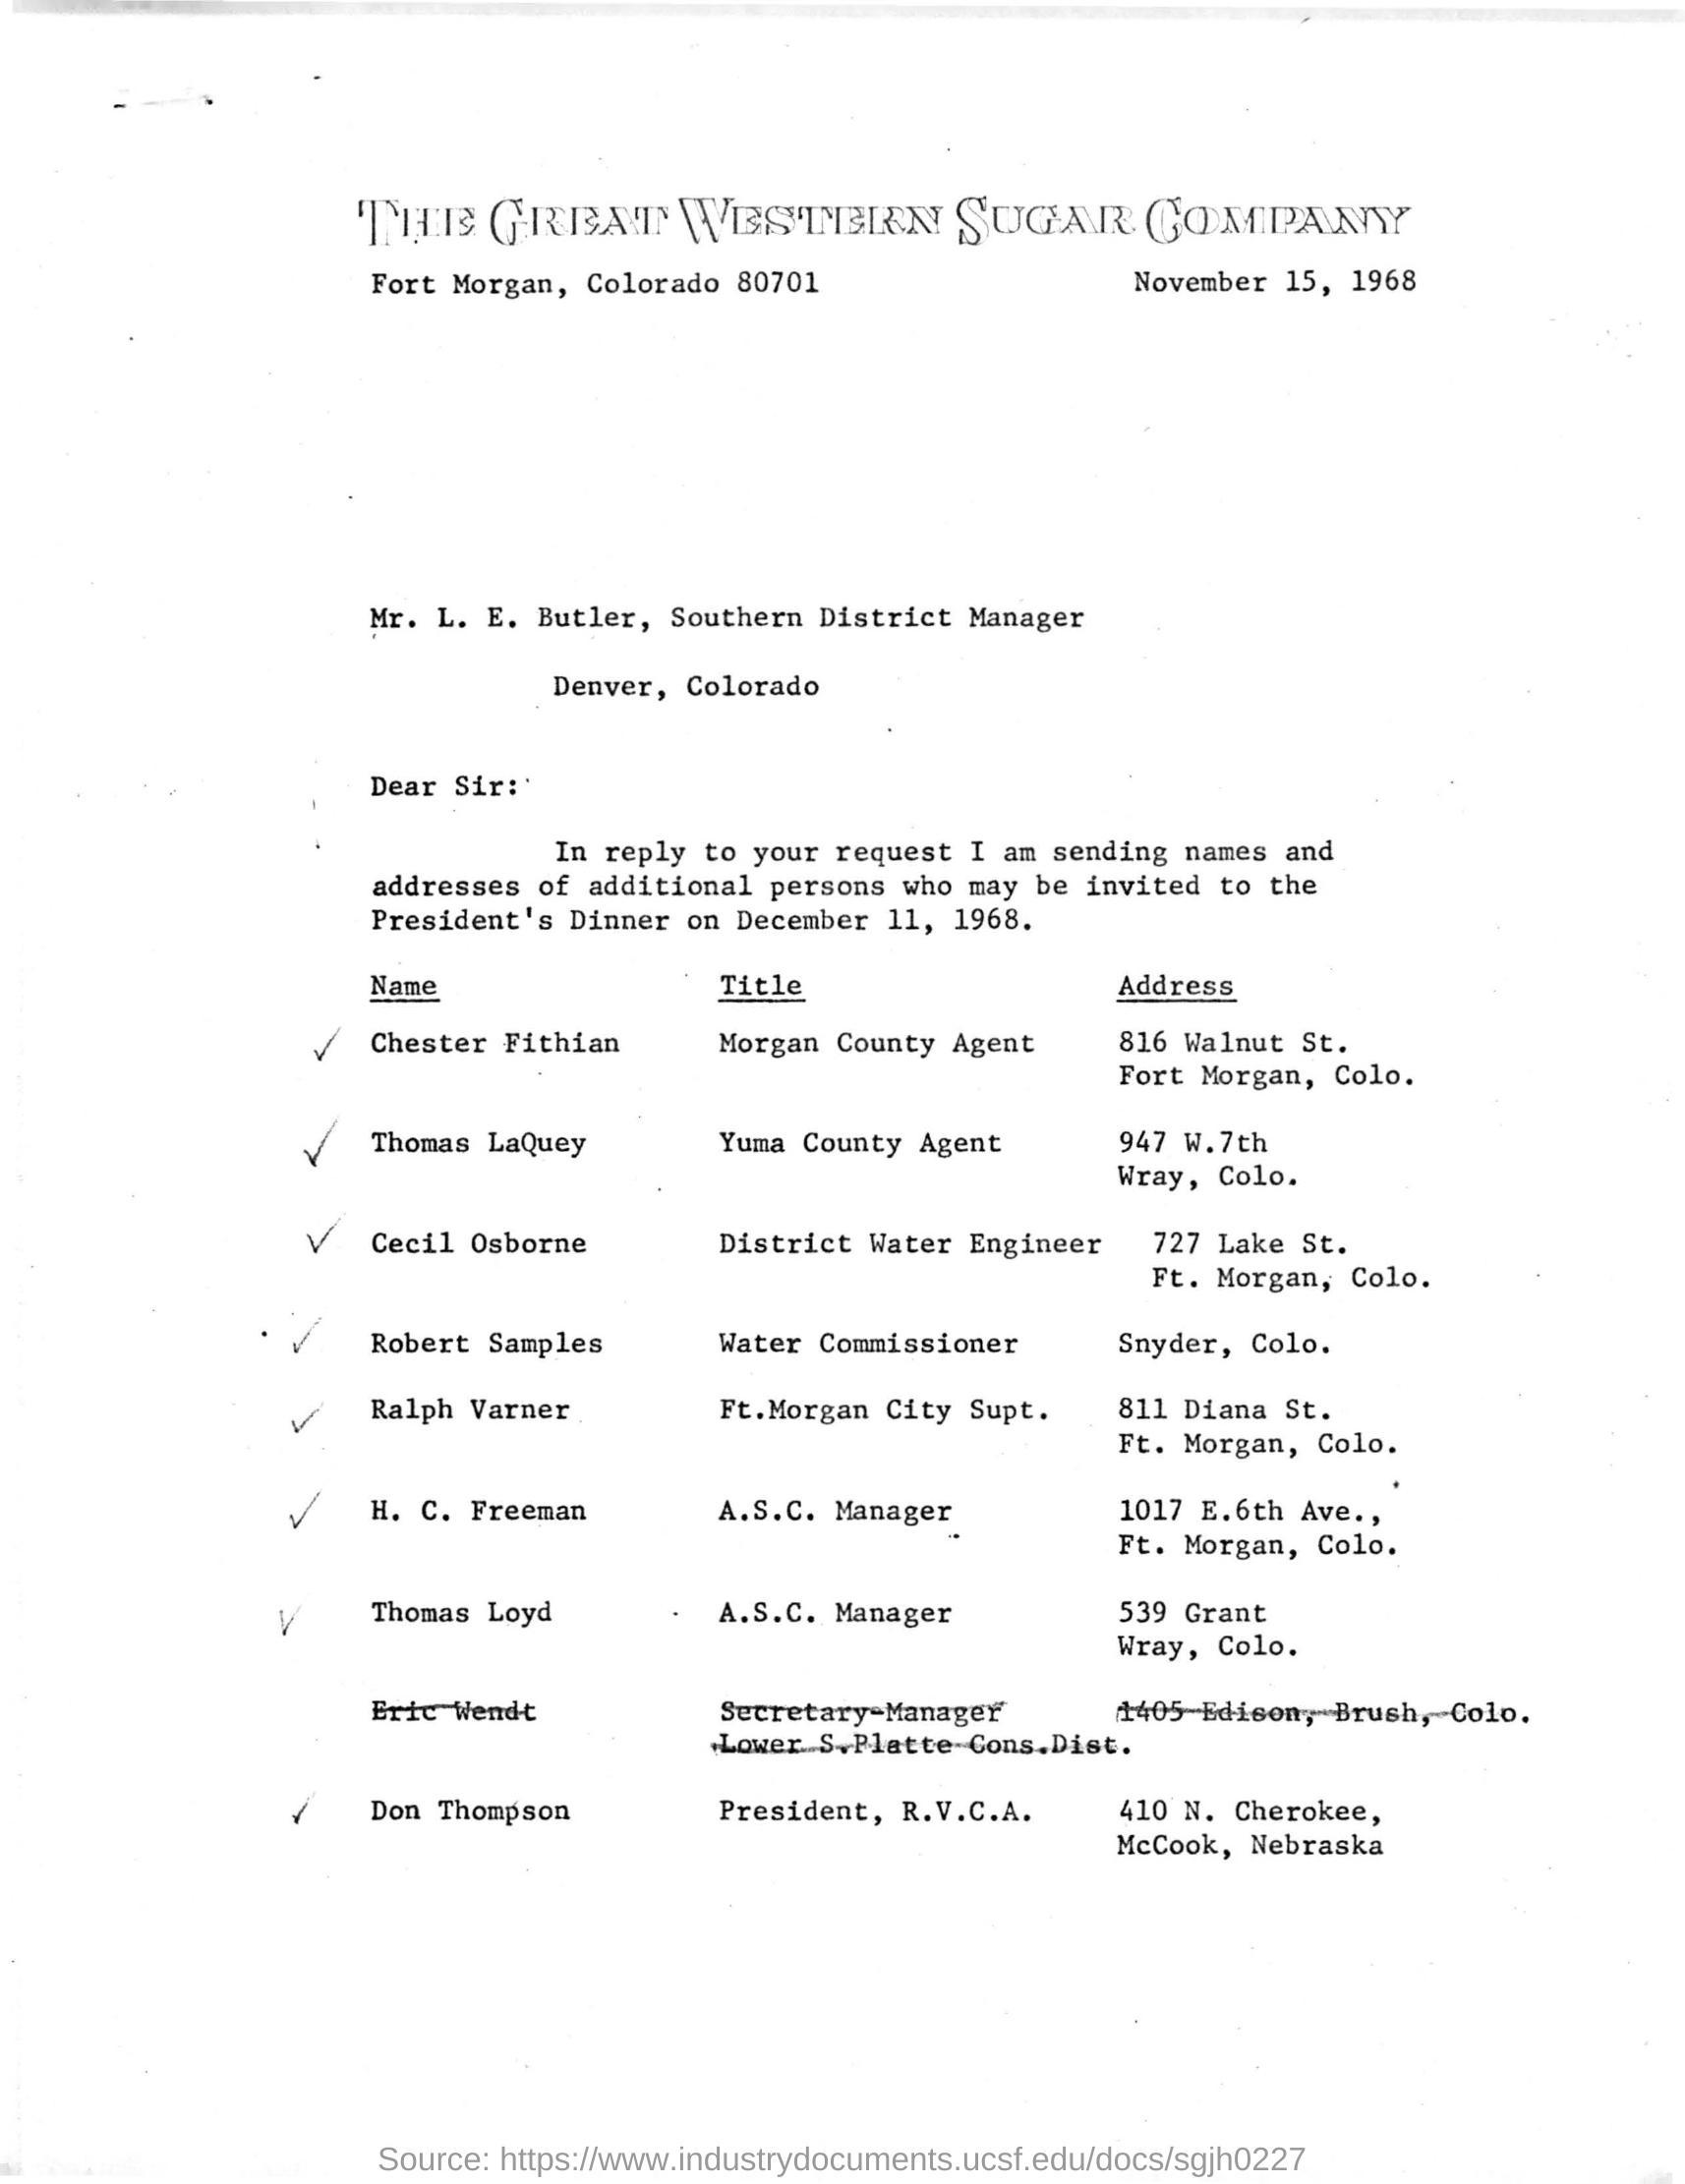 THE GREAT WESTERN SUGAR COMPANY
Fort Morgan, Colorado 80701 November 15, 1968
Mr. L. E. Butler, Southern District Manager
Denver, Colorado
Dear Sir:
In reply to your request I am sending names and
addresses of additional persons who may be invited to the
President's Dinner on December 11, 1968.
Name Title Address
✓ Chester Fithian Morgan County Agent 816 Walnut St.
Fort Morgan, Colo.
✓ Thomas LaQuey Yuma County Agent 947 W.7th
Wray, Colo.
✓ Cecil Osborne District Water Engineer 727 Lake St.
Ft. Morgan, Colo.
✓ Robert Samples Water Commissioner Snyder, Colo.
✓ Ralph Varner Ft.Morgan City Supt. 811 Diana St.
Ft. Morgan, Colo.
✓ H. C. Freeman A.S.C. Manager 1017 E.6th Ave.,
Ft. Morgan, Colo.
✓ Thomas Loyd A.S.C. Manager 539 Grant
Wray, Colo.
Eric Wendt Secretary-Manager 1405 Edison, Brush, Colo.
Lower S.Platte Cons.Dist.
✓ Don Thompson President, R.V.C.A. 410 N. Cherokee,
McCook, Nebraska
Source: https://www.industrydocuments.ucsf.edu/docs/sgjh0227